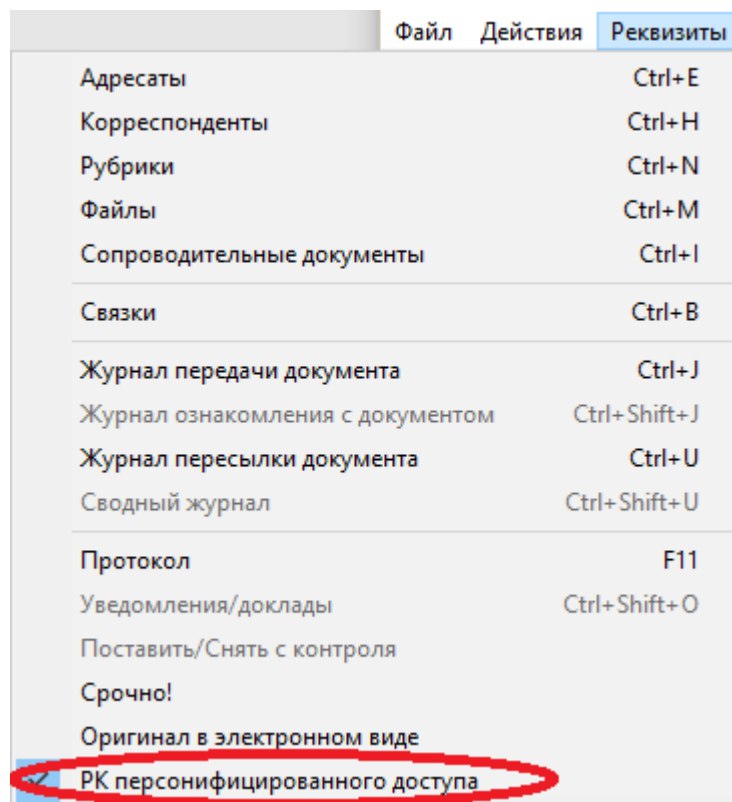 Файл Действия Реквизиты
Адресаты Ctrl+E
Корреспонденты Ctrl+H
Рубрики Ctrl+N
Файлы Ctrl+M
Сопроводительные документы Ctrl+I
Связки Ctrl+B
Журнал передачи документа Ctrl+J
Журнал ознакомления с документом Ctrl+Shift+J
Журнал пересылки документа Ctrl+U
Сводный журнал Ctrl+Shift+U
Протокол F11
Уведомления/доклады Ctrl+Shift+O
Поставить/Снять с контроля
Срочно!
Оригинал в электронном виде
РК персонифицированного доступа